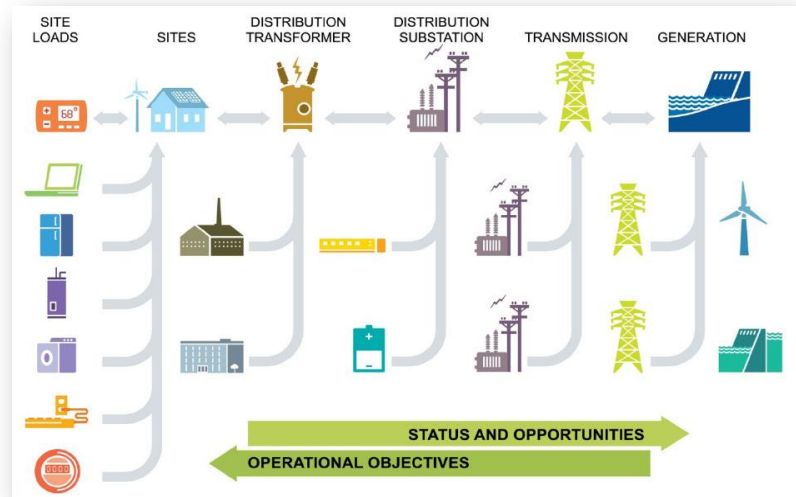 SITE
LOADS
SITES
DISTRIBUTION
TRANSFORMER
DISTRIBUTION
SUBSTATION
TRANSMISSION
GENERATION
68°
STATUS AND OPPORTUNITIES
OPERATIONAL OBJECTIVES